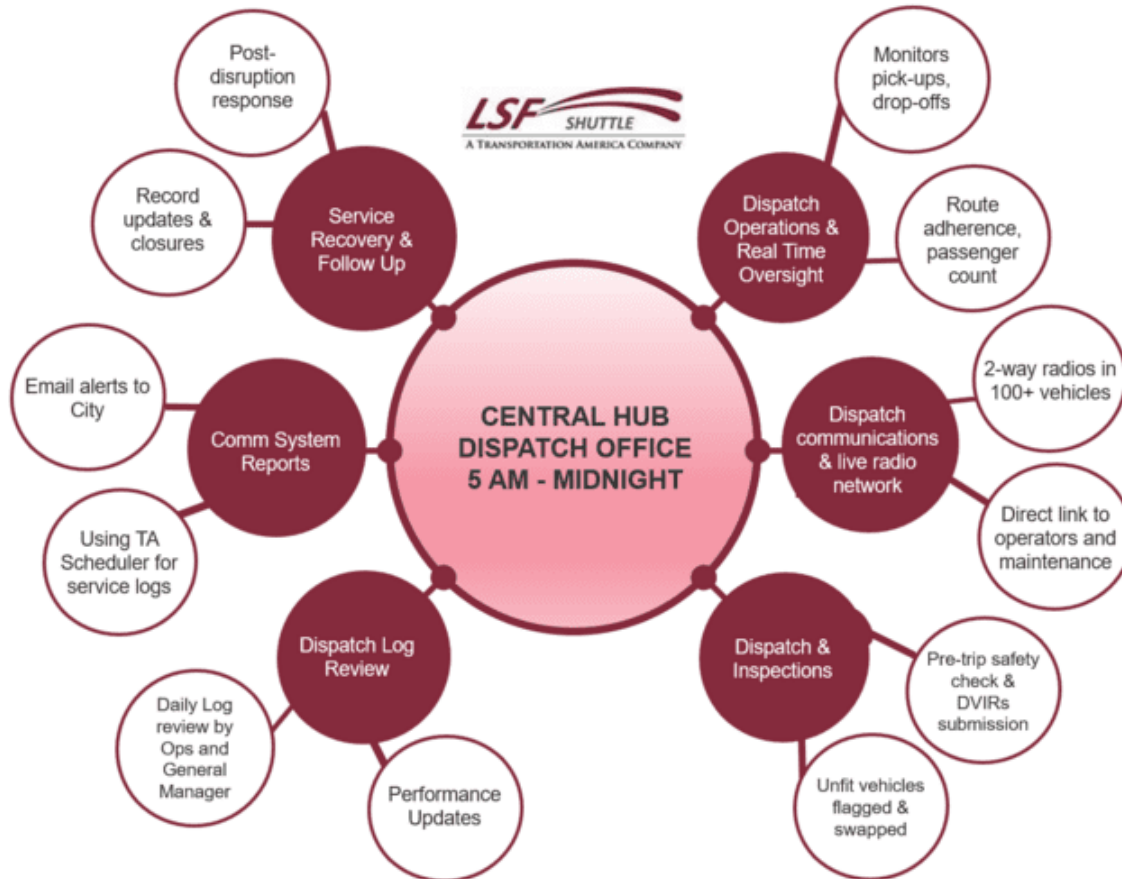 Post-
disruption
response
Record
updates &
closures
Service
Recovery &
Follow Up
LSF
SHUTTLE
A TRANSPORTATION AMERICA COMPANY
Monitors
pick-ups,
drop-offs
Dispatch
Operations &
Real Time
Oversight
Route
adherence,
passenger
count
Email alerts to
City
Comm System
Reports
Using TA
Scheduler for
service logs
CENTRAL HUB
DISPATCH OFFICE
5 AM - MIDNIGHT
2-way radios in
100+ vehicles
Dispatch
communications
& live radio
network
Direct link to
operators and
maintenance
Dispatch Log
Review
Daily Log
review by
Ops and
General
Manager
Performance
Updates
Dispatch &
Inspections
Pre-trip safety
check &
DVIRs
submission
Unfit vehicles
flagged &
swapped